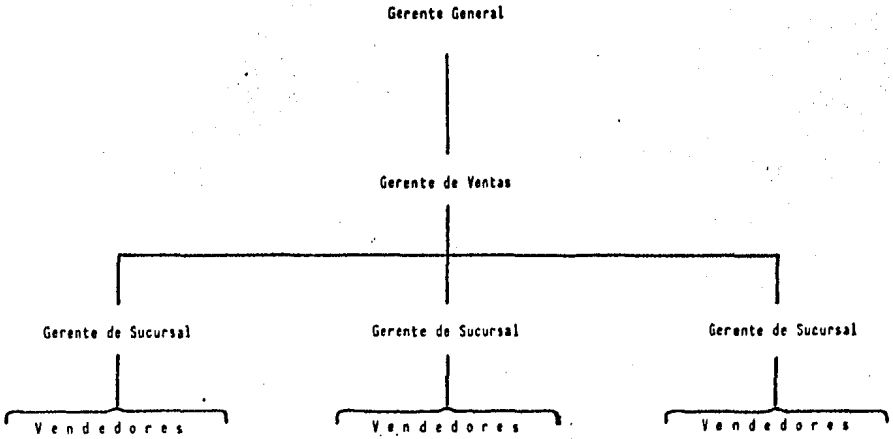 Gerente General
Gerente de Ventas
Gerente de Sucursal Gerente de Sucursal Gerente de Sucursal
Vendedores Vendedores Vendedores